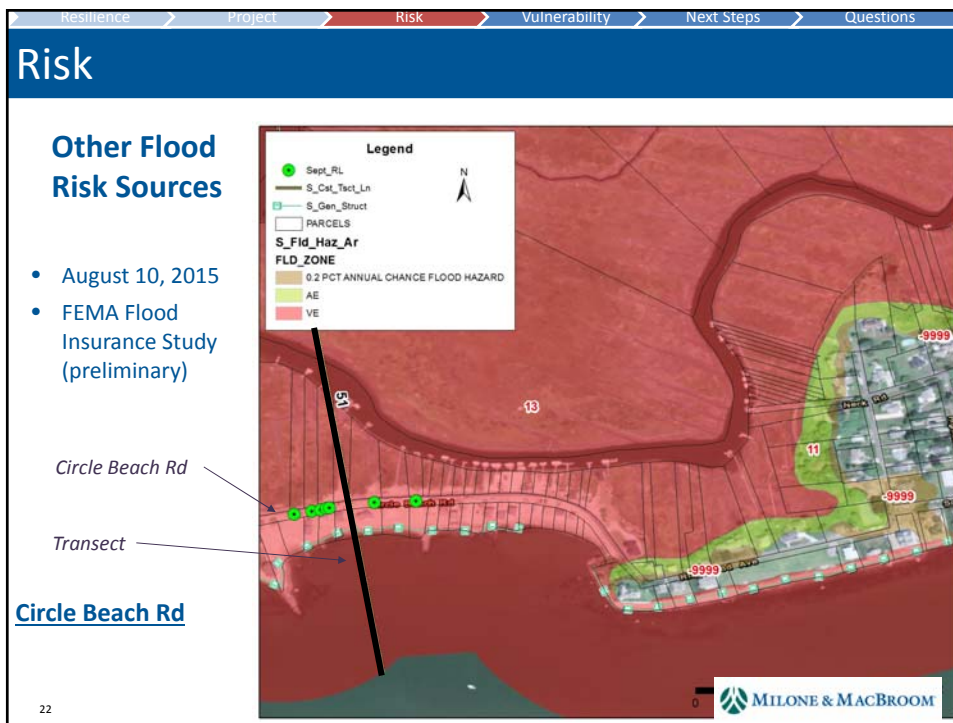 Resilience
Project
Risk
Vulnerability
Next Steps
Questions
Risk
Other Flood
Risk Sources
• August 10, 2015
• FEMA Flood
Insurance Study
(preliminary)
Circle Beach Rd
Transect
Circle Beach Rd
Legend
N
Sept_RL
S_Cst_Tsct_Ln
S_Gen_Struct
PARCELS
S_Fld_Haz_Ar
FLD_ZONE
0.2 PCT ANNUAL CHANCE FLOOD HAZARD
AE
VE
51
13
11
-9999
-9999
-9999
0
22
MILONE & MACBROOM